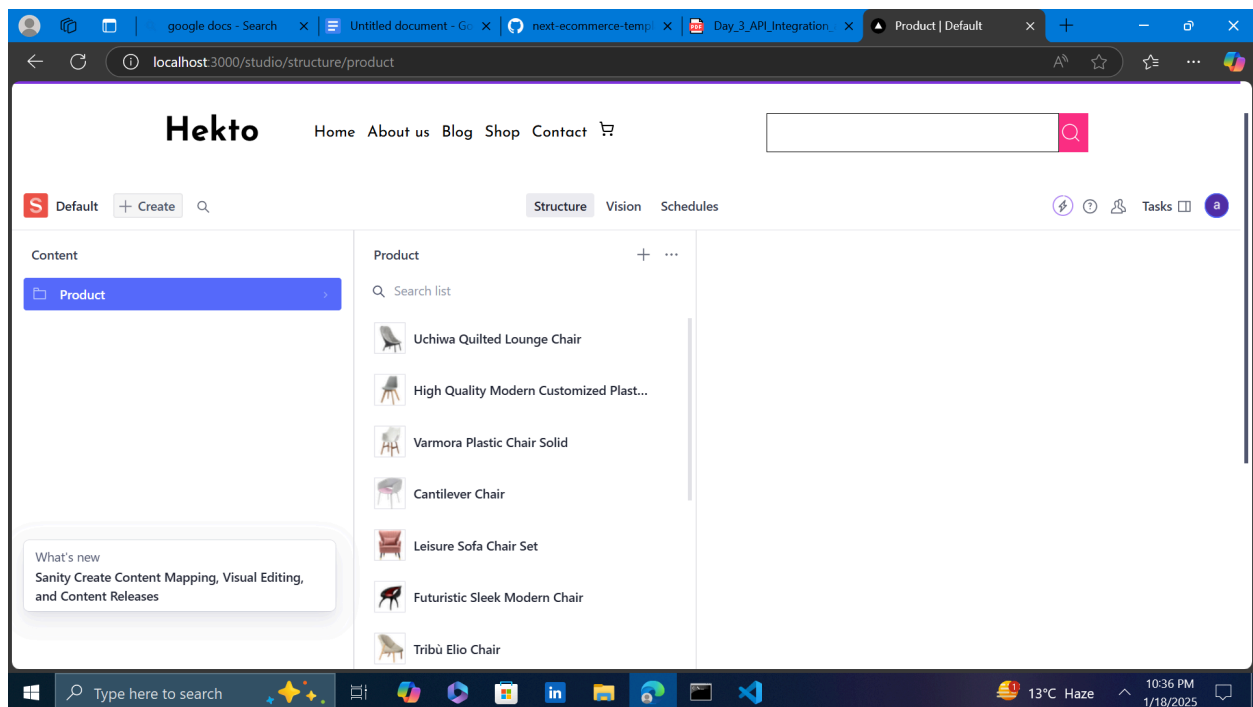 google docs - Search
Untitled document - Go
next-ecommerce-templ
Day_3_API_Integration_
Product | Default
localhost:3000/studio/structure/product
Hekto
Home About us Blog Shop Contact
S Default + Create
Structure Vision Schedules
Tasks
a
Content
Product
Product
Search list
Uchiwa Quilted Lounge Chair
High Quality Modern Customized Plast...
Varmora Plastic Chair Solid
Cantilever Chair
Leisure Sofa Chair Set
Futuristic Sleek Modern Chair
Tribù Elio Chair
What's new
Sanity Create Content Mapping, Visual Editing,
and Content Releases
Type here to search
in
1
13°C Haze
10:36 PM
1/18/2025